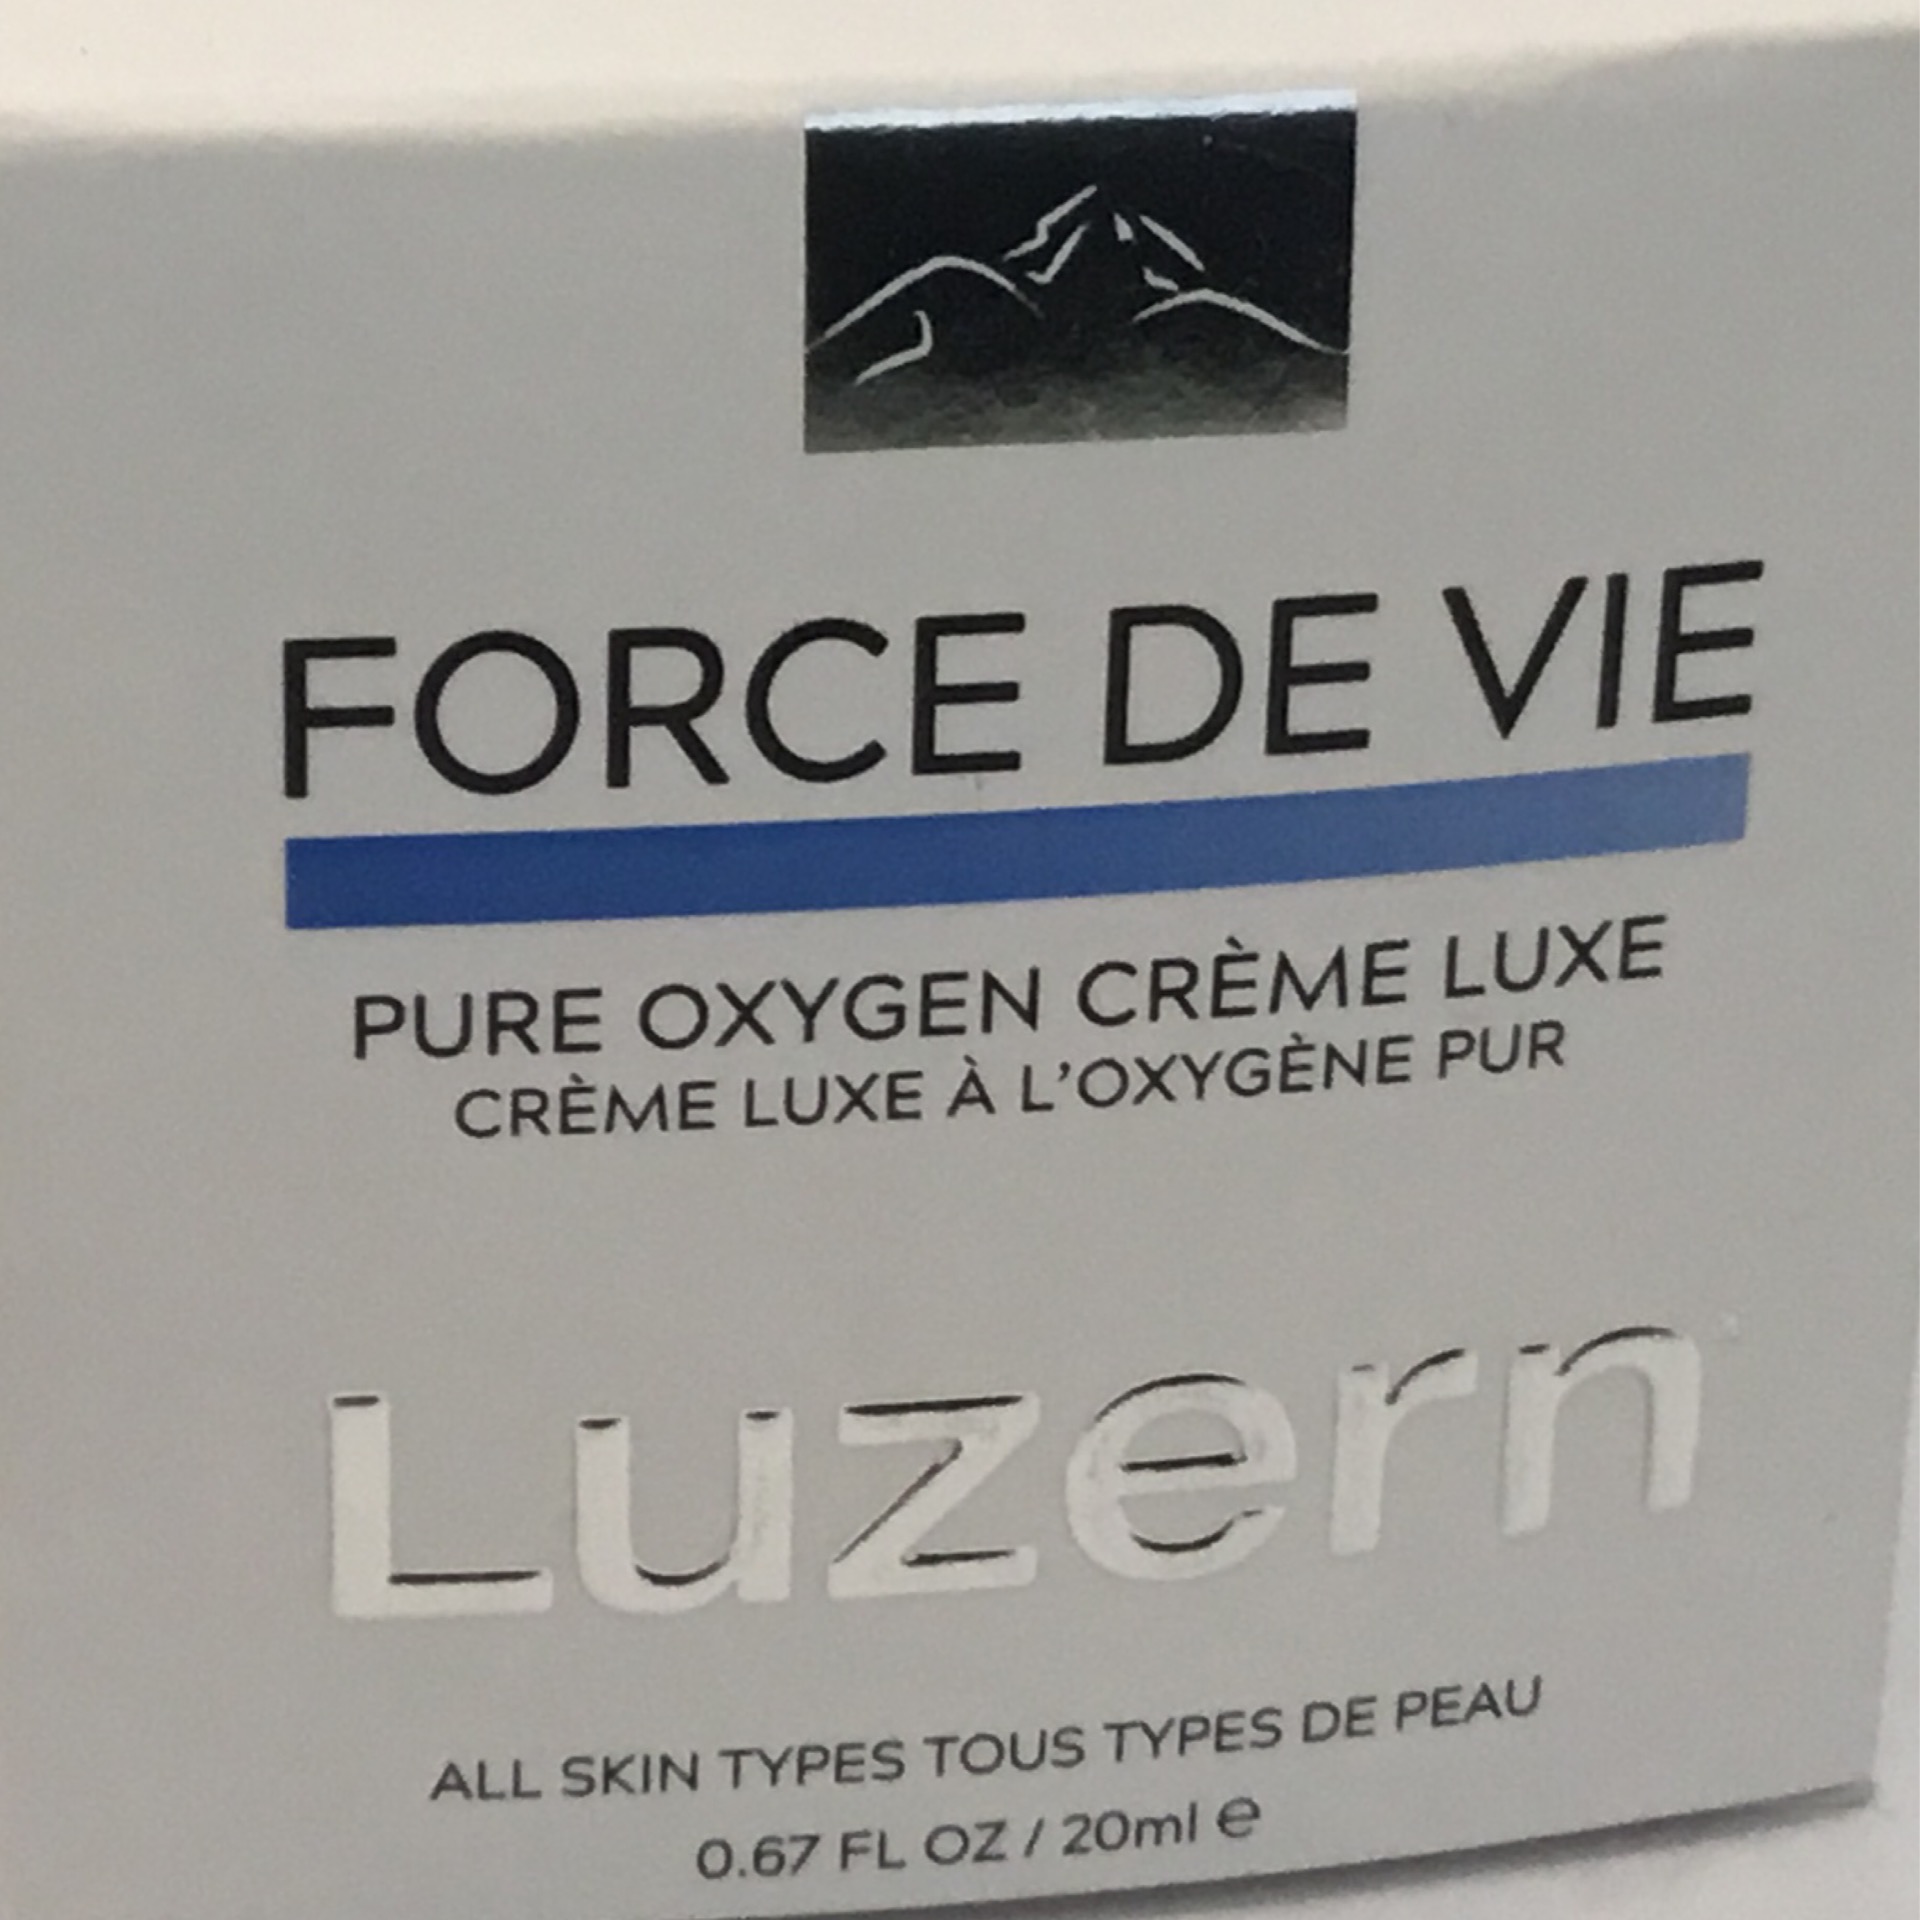 FORCE DE VIE
PURE OXYGEN CRÈME LUXE
CRÈME LUXE À L'OXYGÈNE PUR
Luzern
ALL SKIN TYPES TOUS TYPES DE PEAU
0.67 FL OZ / 20ml e